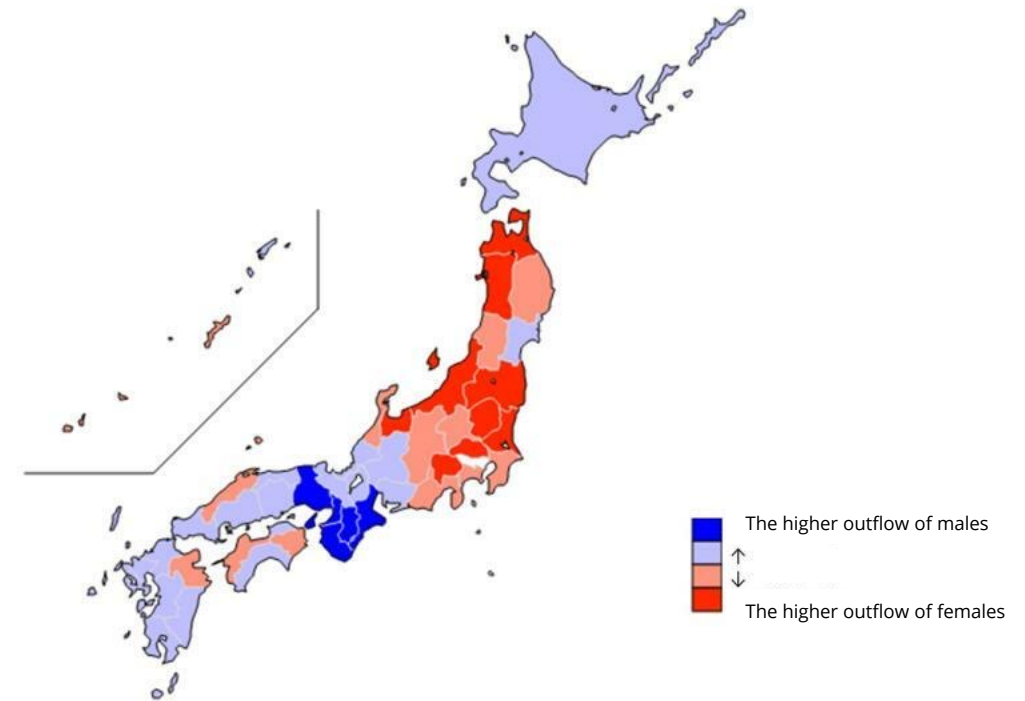 The higher outflow of males
↑
↓
The higher outflow of females